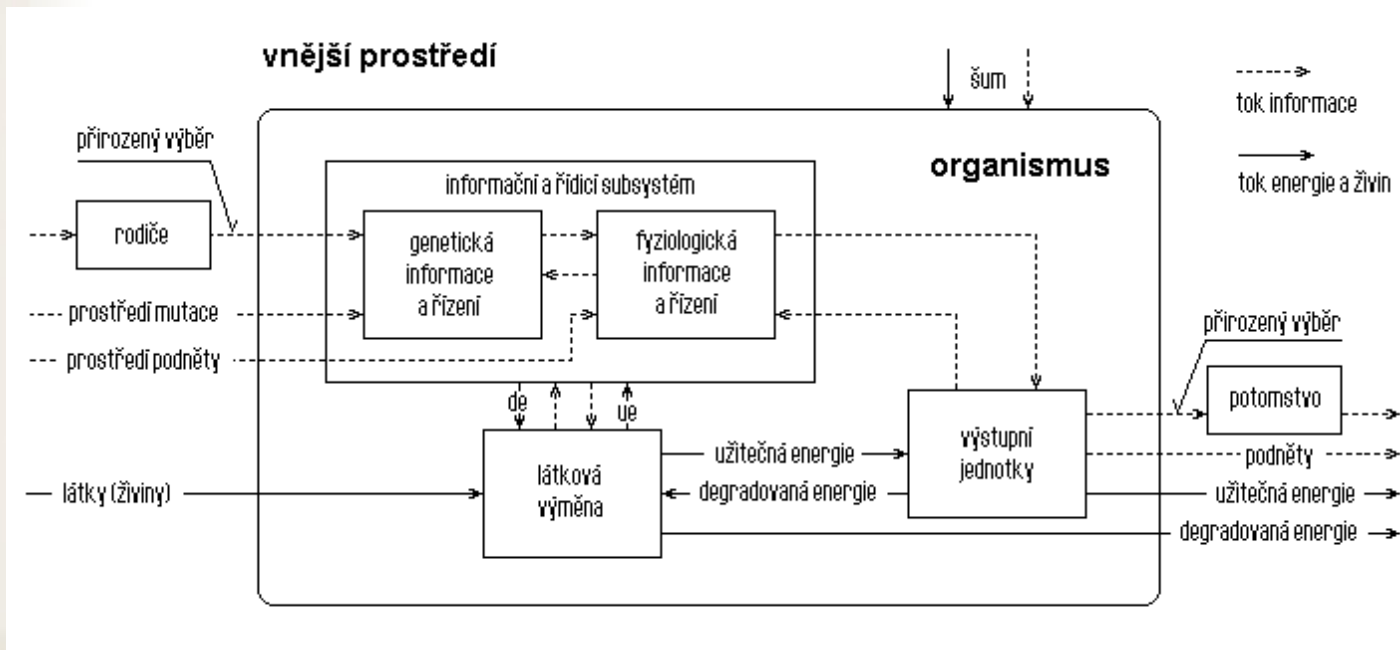 vnější prostředí
šum
tok informace
přirozený výběr
organismus
tok energie a živin
informační a řídicí subsystém
rodiče
genetická
informace
a řízení
fyziologická
informace
a řízení
prostředí mutace
prostředí podněty
přirozený výběr
potomstvo
de
ue
výstupní
jednotky
užitečná energie
podněty
látková
výměna
látky (živiny)
degradovaná energie
užitečná energie
degradovaná energie